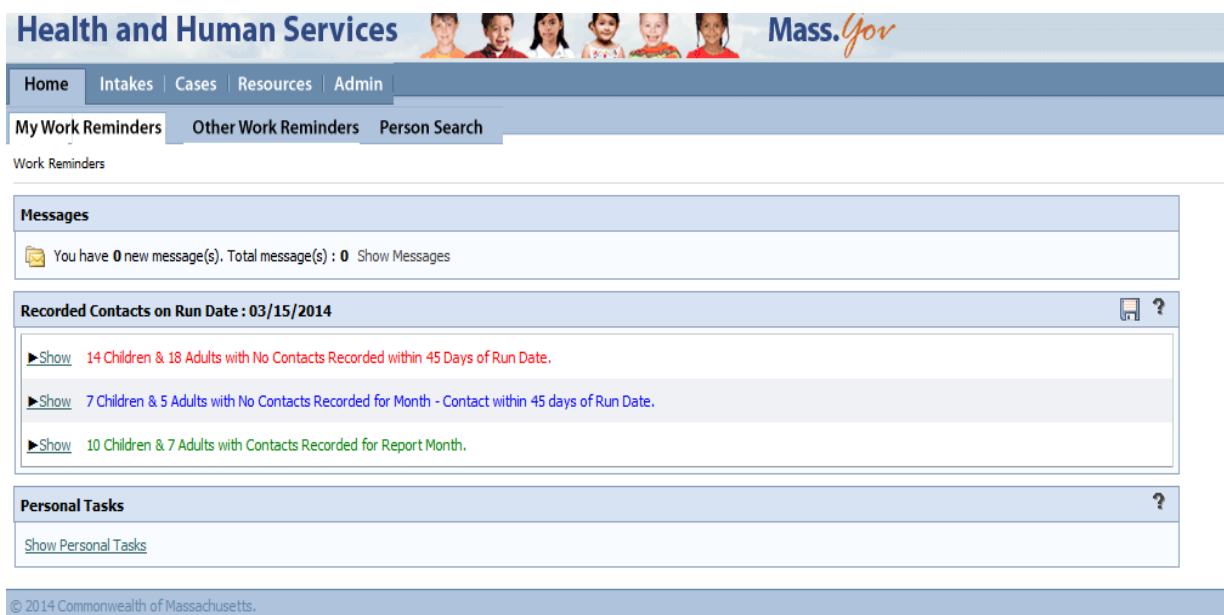 Health and Human Services Mass.Gov
Home Intakes | Cases | Resources | Admin |
My Work Reminders Other Work Reminders Person Search
Work Reminders
Messages
You have 0 new message(s). Total message(s) : 0 Show Messages
Recorded Contacts on Run Date : 03/15/2014 ?
►Show 14 Children & 18 Adults with No Contacts Recorded within 45 Days of Run Date.
►Show 7 Children & 5 Adults with No Contacts Recorded for Month - Contact within 45 days of Run Date.
►Show 10 Children & 7 Adults with Contacts Recorded for Report Month.
Personal Tasks ?
Show Personal Tasks
© 2014 Commonwealth of Massachusetts.